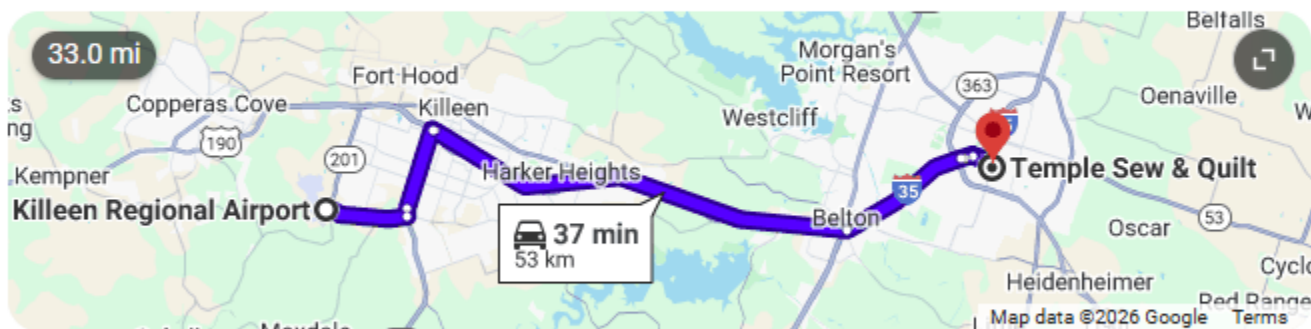 33.0 mi
Belfalls
Morgan's
Point Resort
Fort Hood
363
Copperas Cove
Killeen
Oenaville
Westcliff
190
201
Kempner
Harker Heights
Temple Sew & Quilt
Killeen Regional Airport
35
37 min
53 km
Belton
53
Oscar
Heidenheimer
Red Range
Map data ©2026 Google
Terms